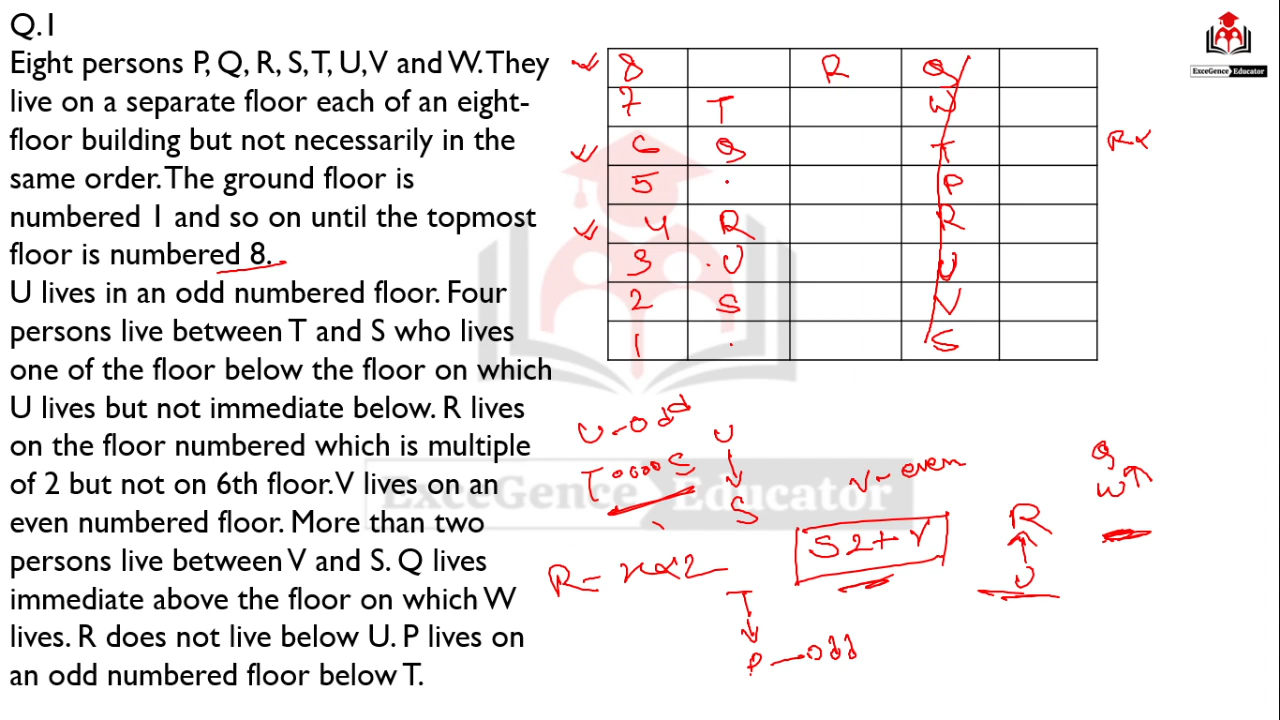 Q.1
Eight persons P, Q, R, S, T, U, V and W. They
live on a separate floor each of an eight-
floor building but not necessarily in the
same order. The ground floor is
numbered 1 and so on until the topmost
floor is numbered 8.
U lives in an odd numbered floor. Four
persons live between T and S who lives
one of the floor below the floor on which
U lives but not immediate below. R lives
on the floor numbered which is multiple
of 2 but not on 6th floor. V lives on an
even numbered floor. More than two
persons live between V and S. Q lives
immediate above the floor on which W
lives. R does not live below U. P lives on
an odd numbered floor below T.
ExceGence Educator
8 R Q
7 T W
6 Q T
5 P
4 R R
3 U U
2 S V
1 S
U - odd
T 0000 S
U
S
V - even
Q
W
S 2+ V
R
U
T
P - odd
ExceGence Educator